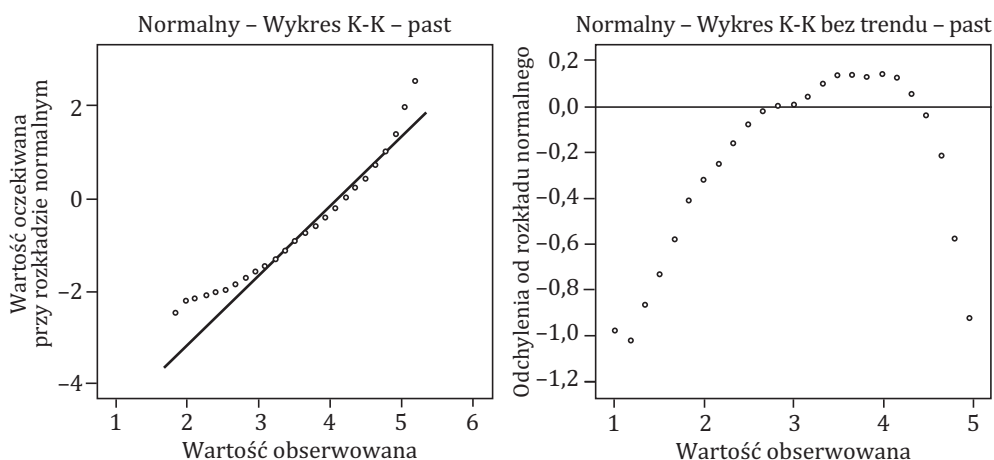 Normalny – Wykres K-K – past
Wartość oczekiwana
przy rozkładzie normalnym
2
0
–2
–4
1 2 3 4 5 6
Wartość obserwowana
Normalny – Wykres K-K bez trendu – past
Odchylenia od rozkładu normalnego
0,2
0,0
–0,2
–0,4
–0,6
–0,8
–1,0
–1,2
1 2 3 4 5
Wartość obserwowana